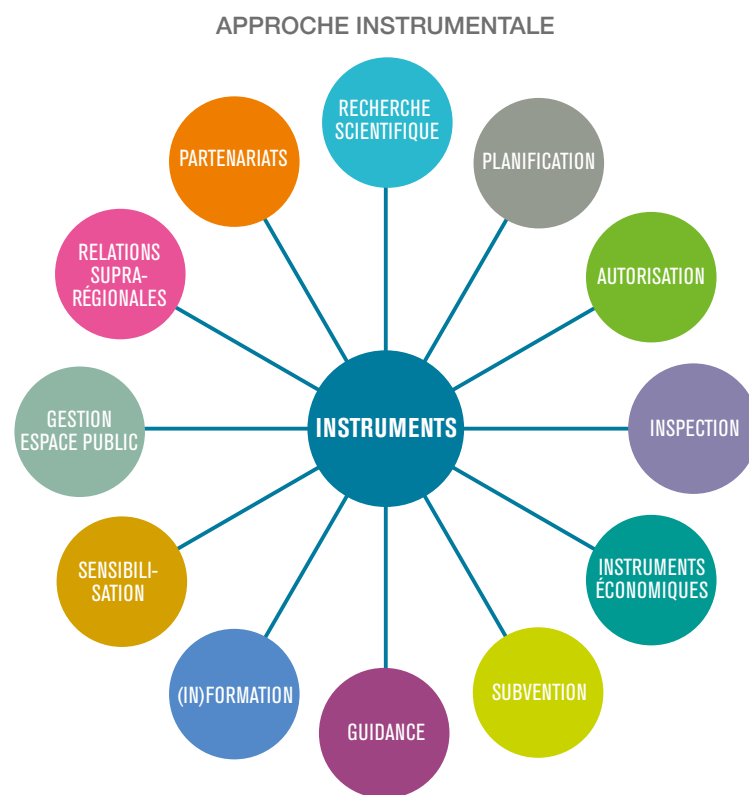 APPROCHE INSTRUMENTALE
RECHERCHE
SCIENTIFIQUE
PLANIFICATION
AUTORISATION
INSPECTION
INSTRUMENTS
ÉCONOMIQUES
SUBVENTION
GUIDANCE
(IN)FORMATION
SENSIBILI-
SATION
GESTION
ESPACE PUBLIC
RELATIONS
SUPRA-
RÉGIONALES
PARTENARIATS
INSTRUMENTS